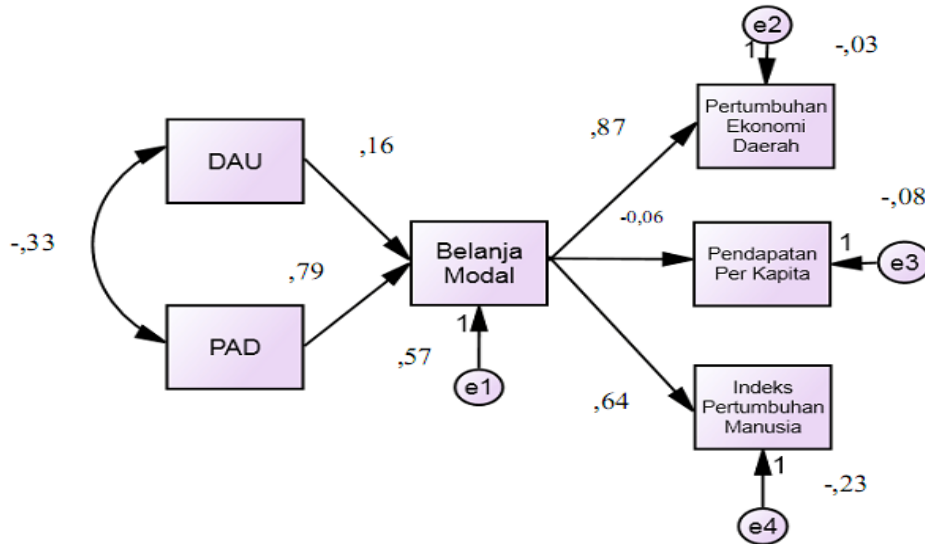 e2
1
-,03
Pertumbuhan
Ekonomi
Daerah
,87
DAU
,16
-,33
-0,06
-,08
Belanja
Modal
Pendapatan
Per Kapita
1
e3
,79
PAD
1
,57
e1
,64
Indeks
Pertumbuhan
Manusia
1
-,23
e4